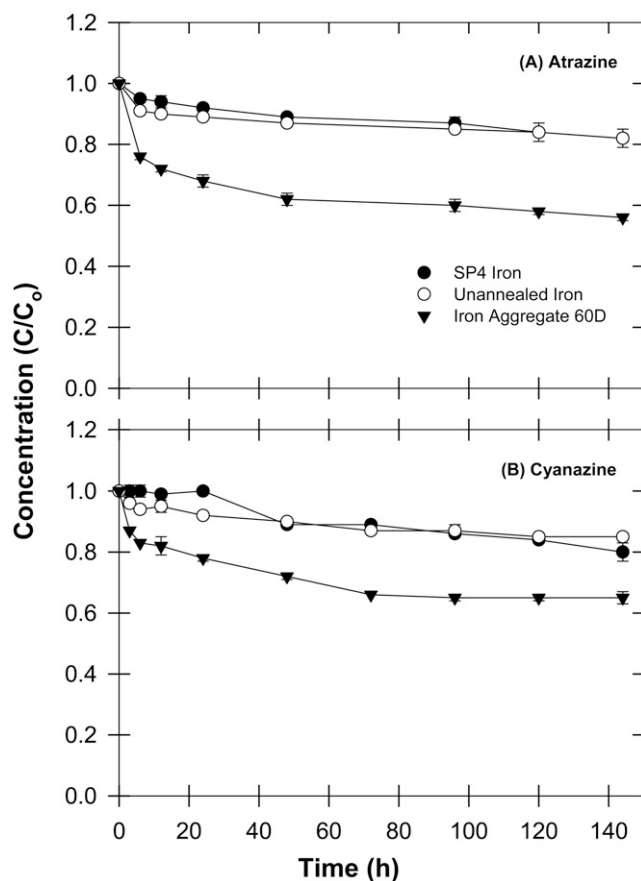 1.2
(A) Atrazine
1.0
0.8
0.6
SP4 Iron
Unannealed Iron
Iron Aggregate 60D
0.4
0.2
0.0
Concentration (C/Co)
1.2
(B) Cyanazine
1.0
0.8
0.6
0.4
0.2
0.0
0 20 40 60 80 100 120 140
Time (h)